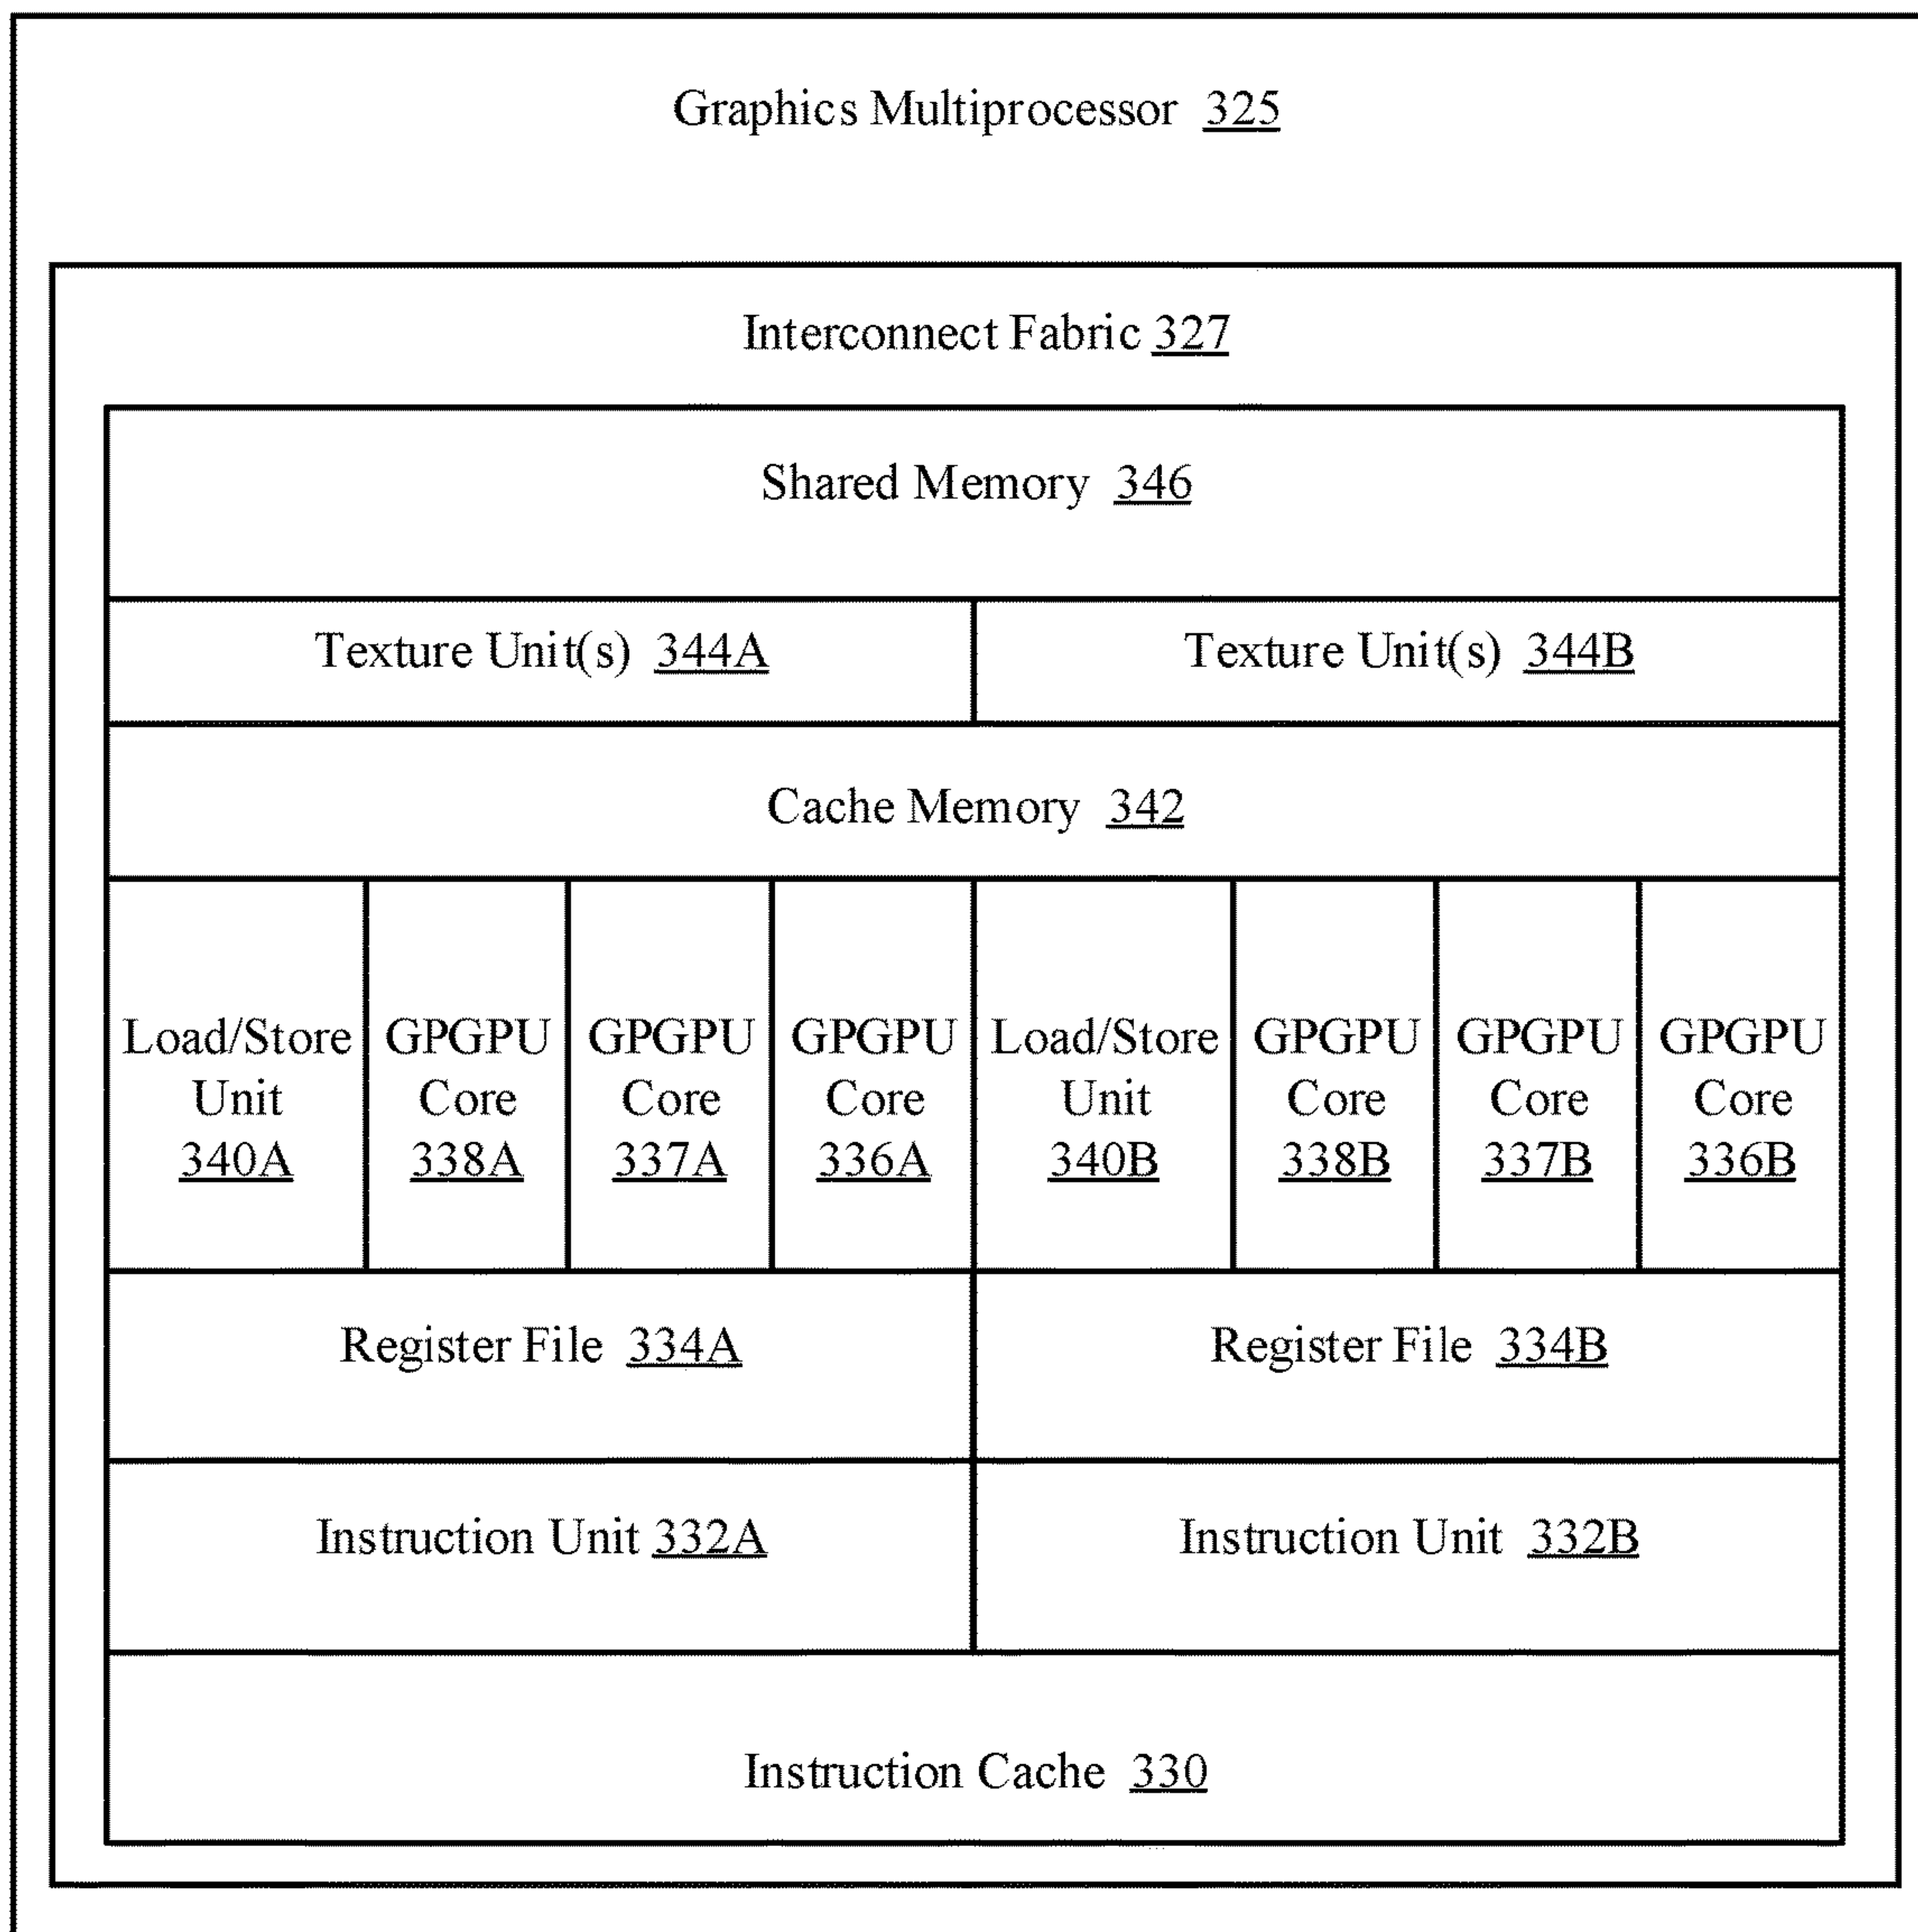 Graphics Multiprocessor 325
Interconnect Fabric 327
Shared Memory 346
Texture Unit(s) 344A
Texture Unit(s) 344B
Cache Memory 342
Load/Store
Unit
340A
GPGPU
Core
338A
GPGPU
Core
337A
GPGPU
Core
336A
Load/Store
Unit
340B
GPGPU
Core
338B
GPGPU
Core
337B
GPGPU
Core
336B
Register File 334A
Register File 334B
Instruction Unit 332A
Instruction Unit 332B
Instruction Cache 330